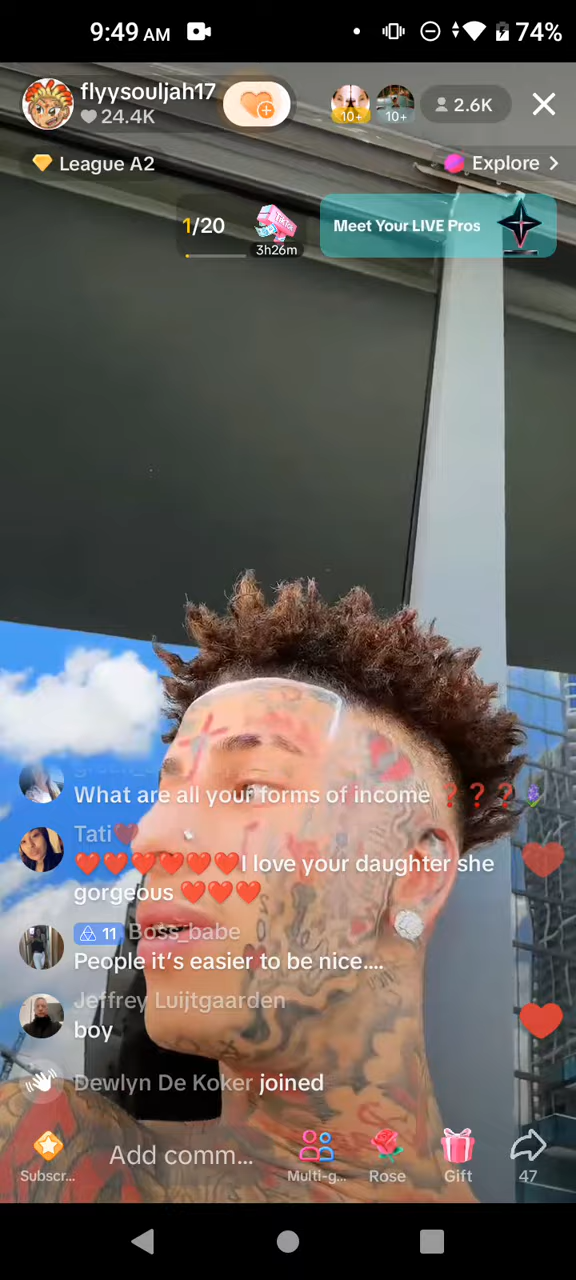 9:49 AM
74%
flyysouljah17
24.4K
10+
10+
2.6K
League A2
Explore >
1/20
TikTok
3h26m
Meet Your LIVE Pros
What are all your forms of income ❓❓❓🪻
Tati❤️
❤️❤️❤️❤️❤️❤️I love your daughter she
gorgeous ❤️❤️❤️
11 Boss_babe
People it’s easier to be nice....
Jeffrey Luijtgaarden
boy
Dewlyn De Koker joined
Subscr...
Add comm...
Multi-g...
Rose
Gift
47